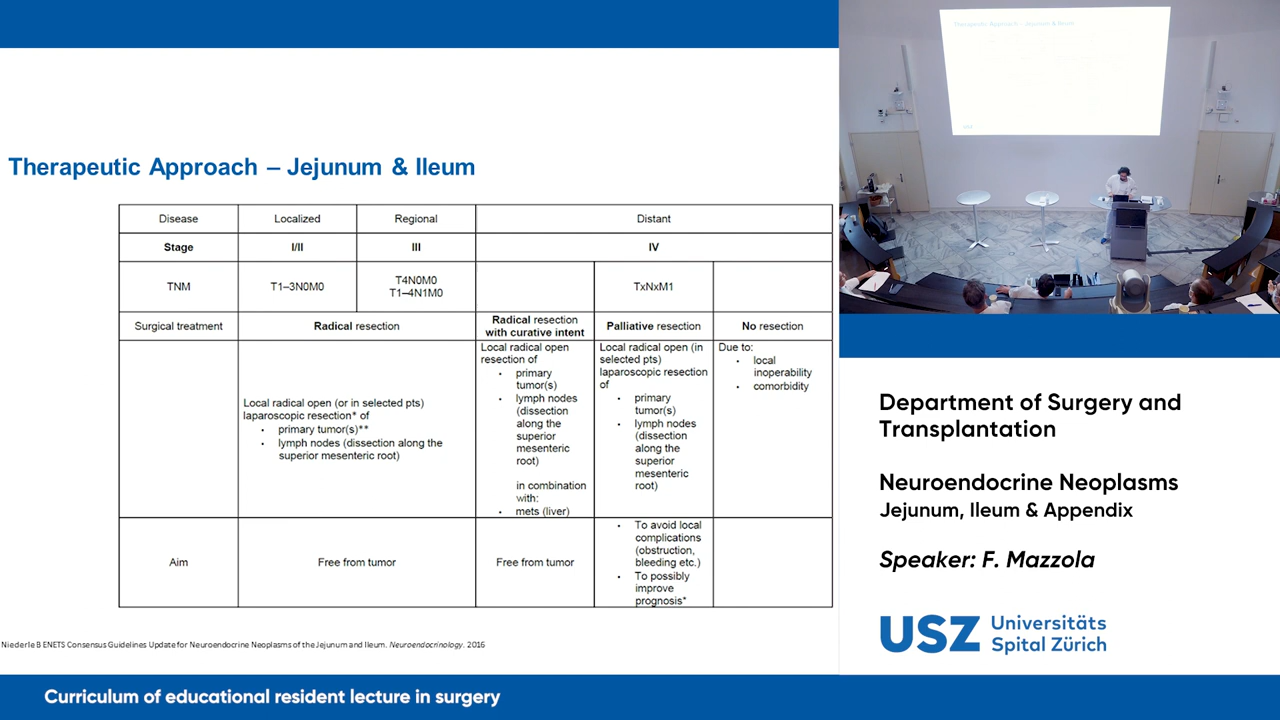 Therapeutic Approach – Jejunum & Ileum
Disease
Localized
Regional
Distant
Stage
I/II
III
IV
TNM
T1–3N0M0
T4N0M0
T1–4N1M0
TxNxM1
Surgical treatment
Radical resection
Radical resection
with curative intent
Palliative resection
No resection
Local radical open (or in selected pts)
laparoscopic resection* of
• primary tumor(s)**
• lymph nodes (dissection along the
superior mesenteric root)
Local radical open
resection of
• primary
tumor(s)
• lymph nodes
(dissection
along the
superior
mesenteric
root)
in combination
with:
• mets (liver)
Local radical open (in
selected pts)
laparoscopic resection
of
• primary
tumor(s)
• lymph nodes
(dissection
along the
superior
mesenteric
root)
Due to:
• local
inoperability
• comorbidity
Aim
Free from tumor
Free from tumor
• To avoid local
complications
(obstruction,
bleeding etc.)
• To possibly
improve
prognosis*
Niederle B ENETS Consensus Guidelines Update for Neuroendocrine Neoplasms of the Jejunum and Ileum. Neuroendocrinology. 2016
Curriculum of educational resident lecture in surgery
Therapeutic Approach – Jejunum & Ileum
USZ
Department of Surgery and
Transplantation
Neuroendocrine Neoplasms
Jejunum, Ileum & Appendix
Speaker: F. Mazzola
USZ Universitäts
Spital Zürich